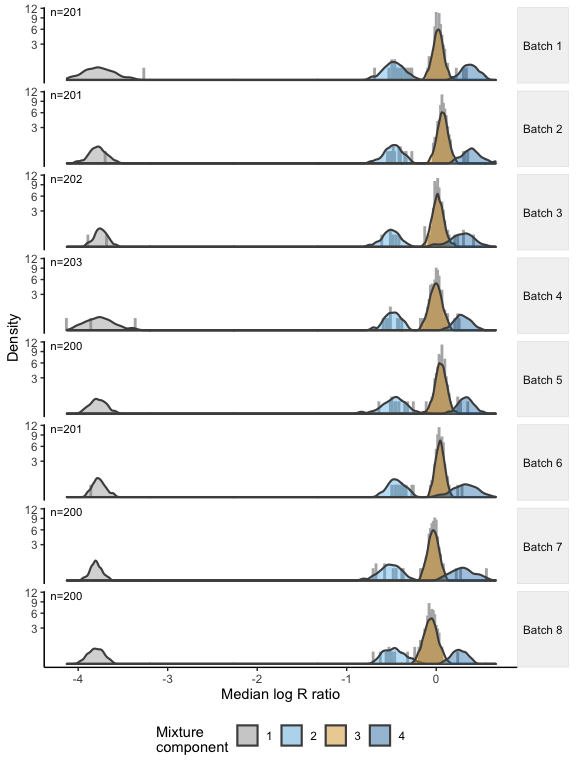 n=201
12
9
6
3
Batch 1
n=201
12
9
6
3
Batch 2
n=202
12
9
6
3
Batch 3
n=203
12
9
6
3
Batch 4
n=200
12
9
6
3
Batch 5
n=201
12
9
6
3
Batch 6
n=200
12
9
6
3
Batch 7
n=200
12
9
6
3
Batch 8
Density
-4 -3 -2 -1 0
Median log R ratio
Mixture
component 1 2 3 4